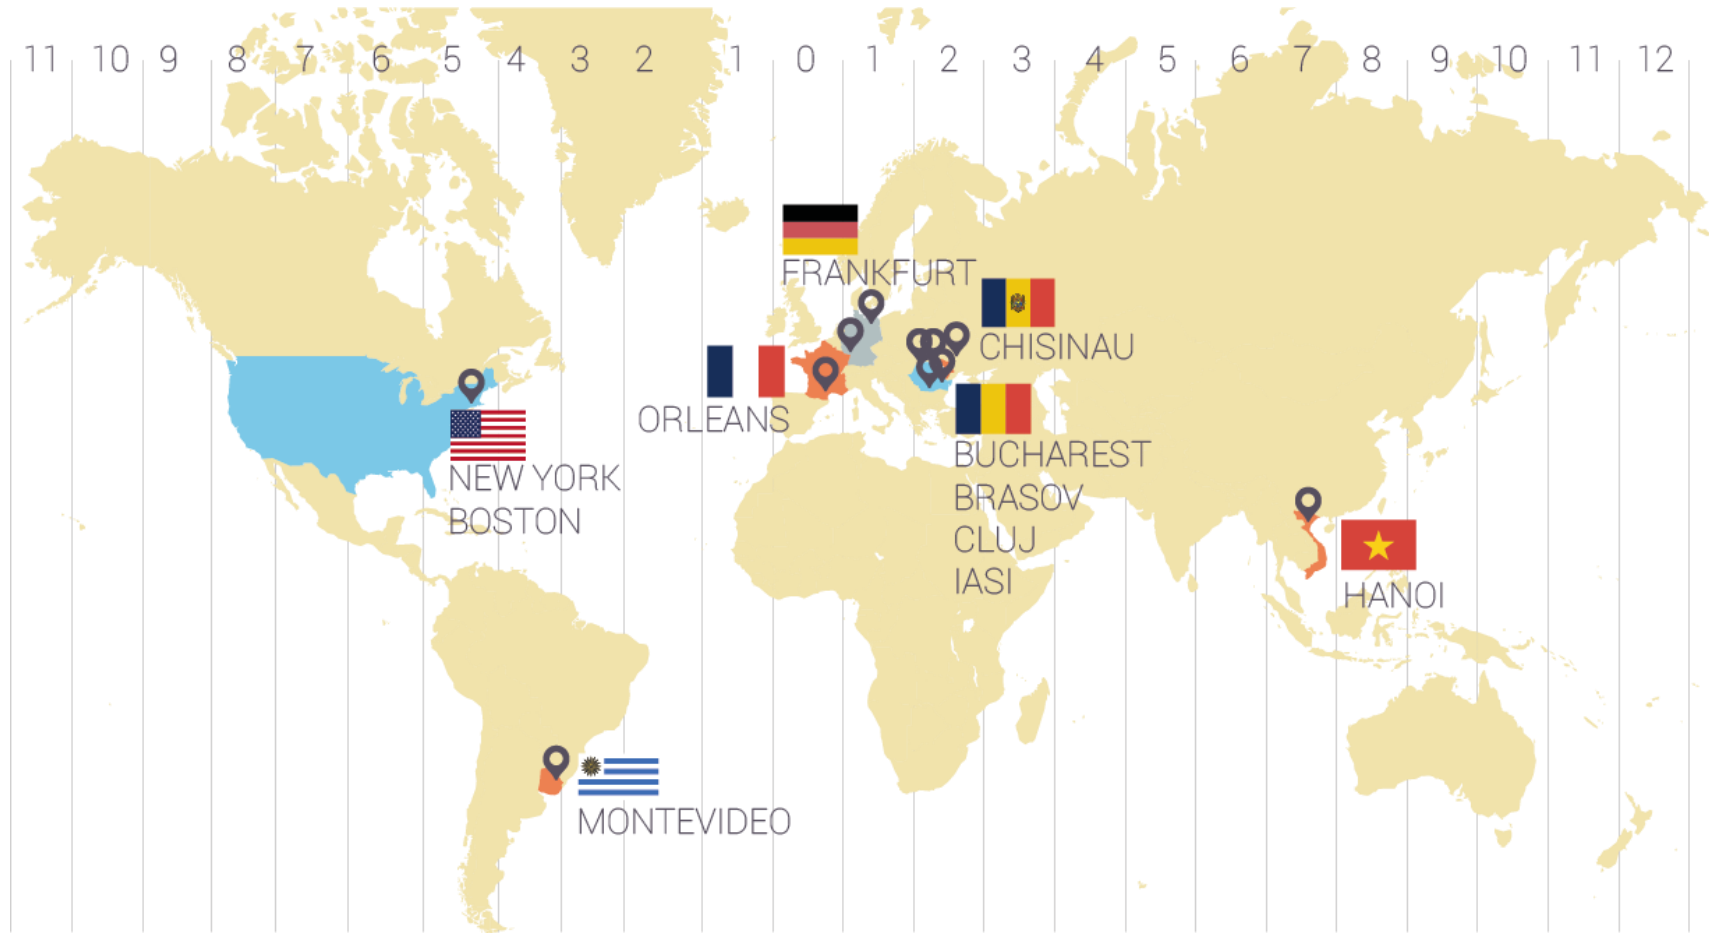 11 10 9 8 7 6 5 4 3 2 1 0 1 2 3 4 5 6 7 8 9 10 11 12
FRANKFURT
CHISINAU
ORLEANS
BUCHAREST
BRASOV
CLUJ
IASI
NEW YORK
BOSTON
HANOI
MONTEVIDEO